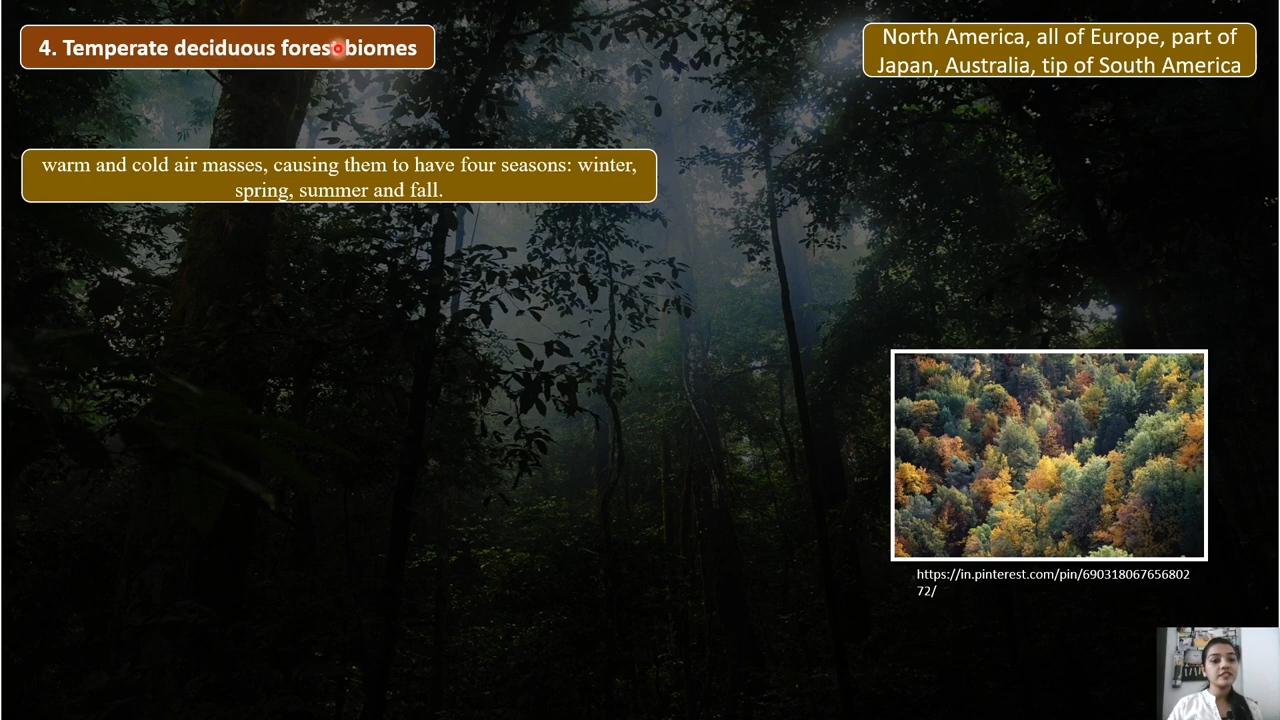 4. Temperate deciduous forest biomes
North America, all of Europe, part of
Japan, Australia, tip of South America
warm and cold air masses, causing them to have four seasons: winter,
spring, summer and fall.
https://in.pinterest.com/pin/690318067656802
72/